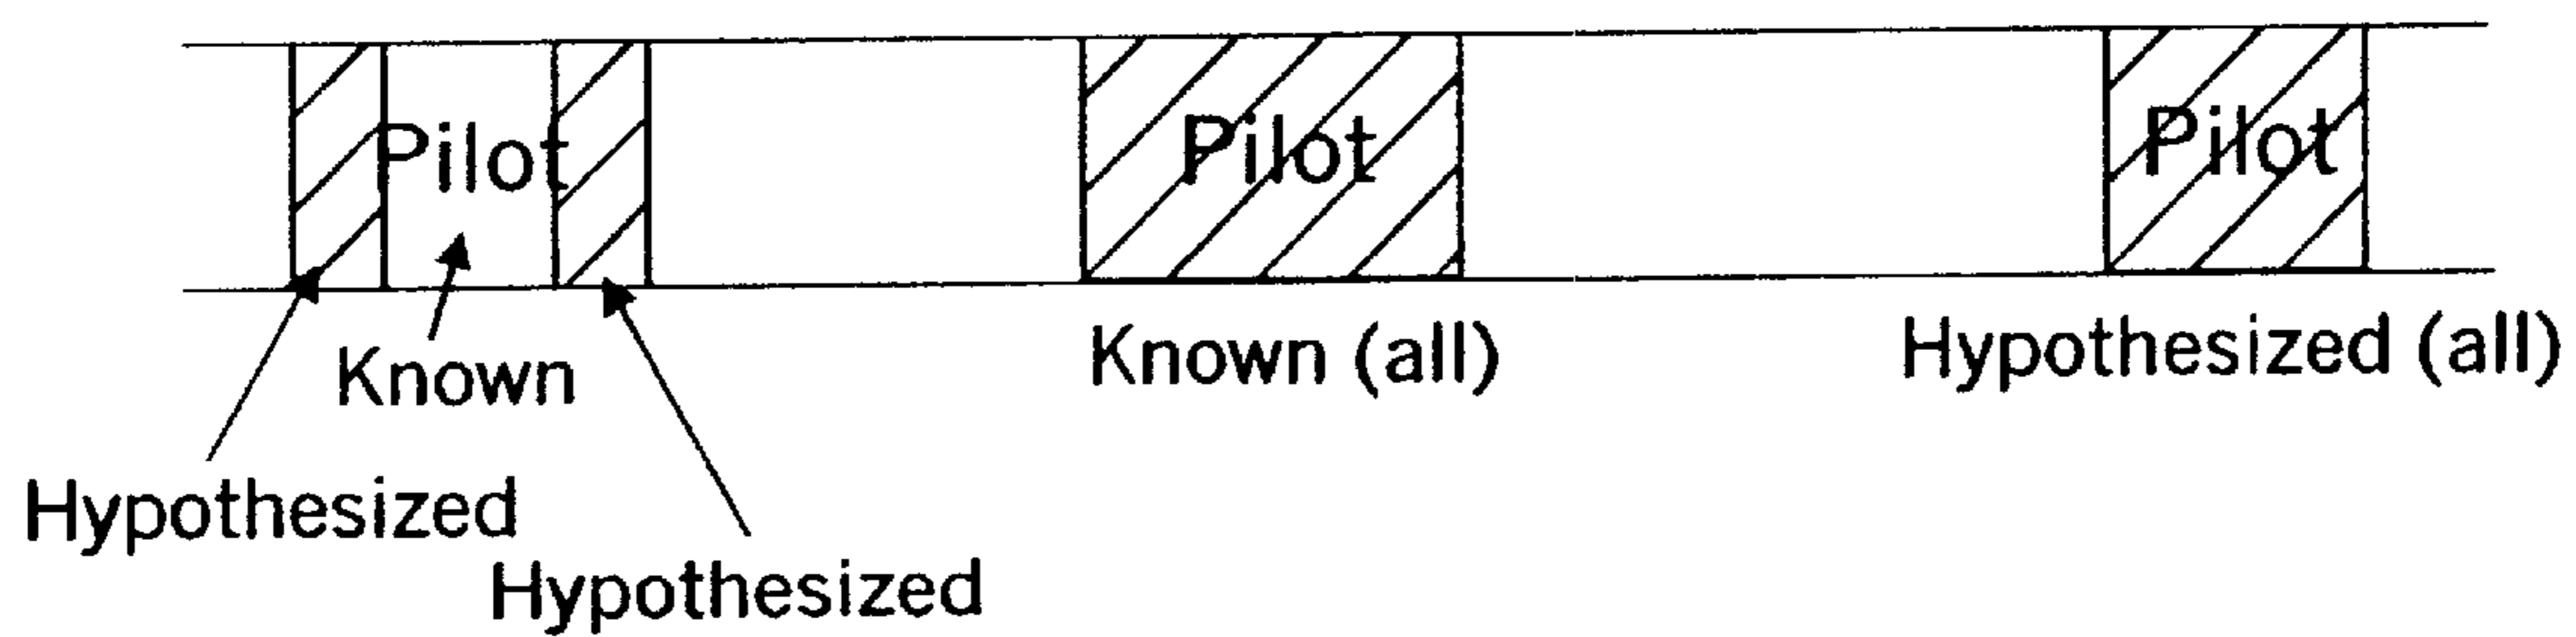 Pilot
Pilot
Pilot
Known
Known (all)
Hypothesized (all)
Hypothesized
Hypothesized